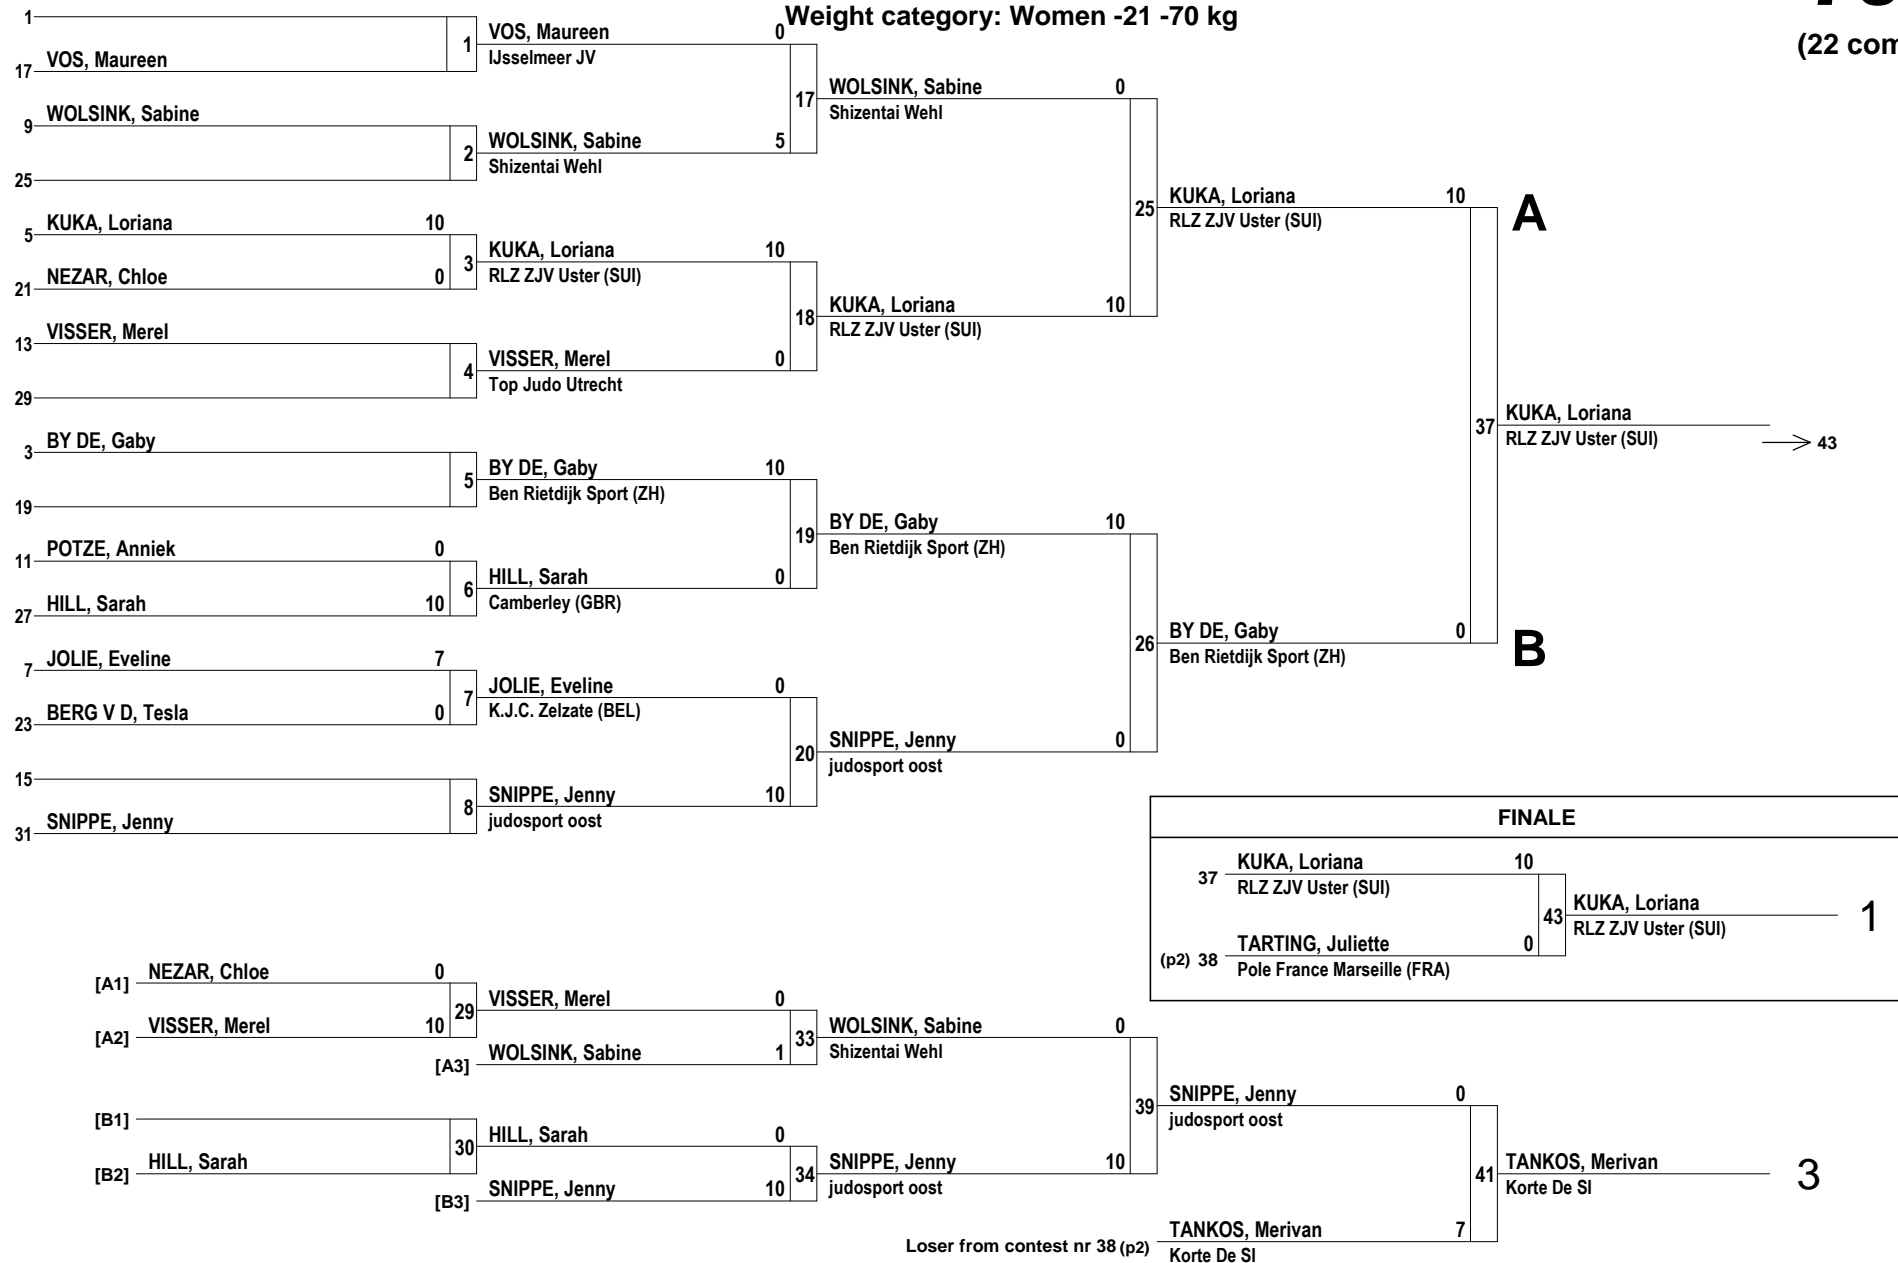 Weight category: Women -21 -70 kg
(22 com
1
17 VOS, Maureen
1
VOS, Maureen 0
IJsselmeer JV
9 WOLSINK, Sabine
25
2
WOLSINK, Sabine 5
Shizentai Wehl
17
WOLSINK, Sabine 0
Shizentai Wehl
5 KUKA, Loriana 10
21 NEZAR, Chloe 0
3
KUKA, Loriana 10
RLZ ZJV Uster (SUI)
13 VISSER, Merel
29
4
VISSER, Merel 0
Top Judo Utrecht
18
KUKA, Loriana 10
RLZ ZJV Uster (SUI)
25
KUKA, Loriana 10
RLZ ZJV Uster (SUI)
A
3 BY DE, Gaby
19
5
BY DE, Gaby 10
Ben Rietdijk Sport (ZH)
11 POTZE, Anniek 0
27 HILL, Sarah 10
6
HILL, Sarah 0
Camberley (GBR)
19
BY DE, Gaby 10
Ben Rietdijk Sport (ZH)
7 JOLIE, Eveline 7
23 BERG V D, Tesla 0
7
JOLIE, Eveline 0
K.J.C. Zelzate (BEL)
15
31 SNIPPE, Jenny
8
SNIPPE, Jenny 10
judosport oost
20
SNIPPE, Jenny 0
judosport oost
26
BY DE, Gaby 0
Ben Rietdijk Sport (ZH)
B
37
KUKA, Loriana
RLZ ZJV Uster (SUI)
43
FINALE
37 KUKA, Loriana 10
RLZ ZJV Uster (SUI)
(p2) 38 TARTING, Juliette 0
Pole France Marseille (FRA)
43
KUKA, Loriana
RLZ ZJV Uster (SUI)
1
[A1] NEZAR, Chloe 0
[A2] VISSER, Merel 10
29
VISSER, Merel 0
[A3] WOLSINK, Sabine 1
33
WOLSINK, Sabine 0
Shizentai Wehl
[B1]
[B2] HILL, Sarah
30
HILL, Sarah 0
[B3] SNIPPE, Jenny 10
34
SNIPPE, Jenny 10
judosport oost
39
SNIPPE, Jenny 0
judosport oost
Loser from contest nr 38 (p2) TANKOS, Merivan 7
Korte De Sl
41
TANKOS, Merivan
Korte De Sl
3